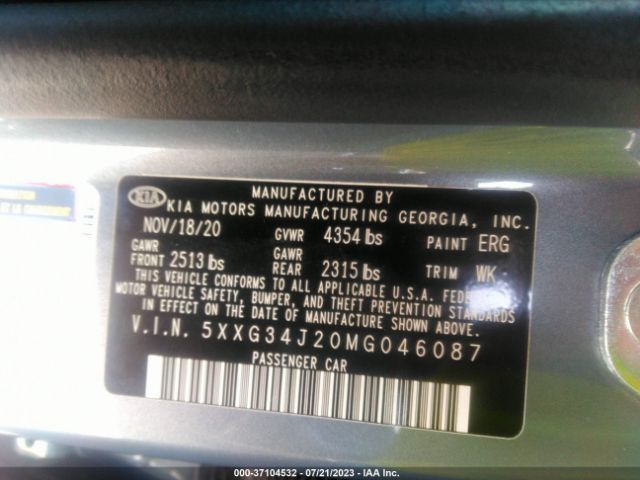 MANUFACTURED BY
KIA KIA MOTORS MANUFACTURING GEORGIA, INC.
NOV/18/20 GVWR 4354 lbs PAINT ERG
GAWR FRONT 2513 lbs GAWR REAR 2315 lbs TRIM WK
THIS VEHICLE CONFORMS TO ALL APPLICABLE U.S.A.
MOTOR VEHICLE SAFETY, BUMPER, AND THEFT PREVENTION STANDARDS
IN EFFECT ON THE DATE OF MANUFACTURE SHOWN ABOVE.
V.I.N. 5XXG34J20MG046087
PASSENGER CAR
000-37104532 - 07/21/2023 - IAA Inc.